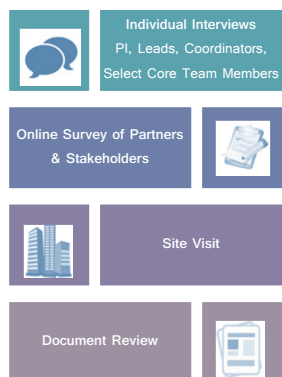 Individual Interviews
PI, Leads, Coordinators,
Select Core Team Members
Online Survey of Partners
& Stakeholders
Site Visit
Document Review